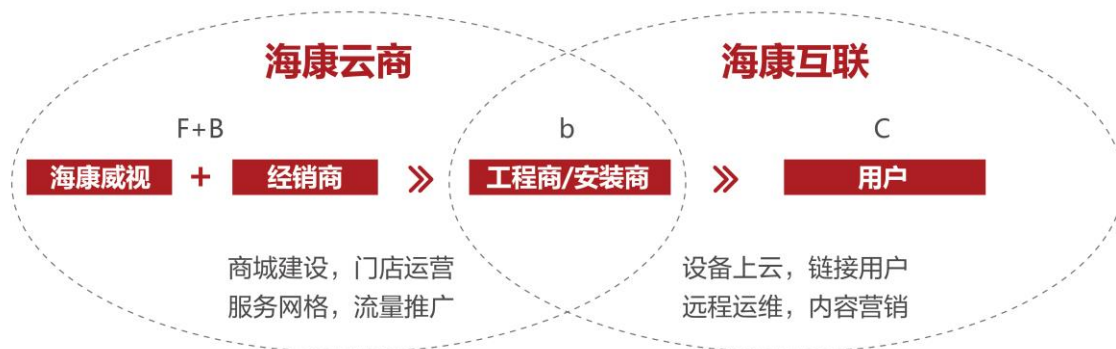 海康云商
海康互联
F+B
b
C
海康威视 + 经销商 » 工程商/安装商 » 用户
商城建设，门店运营
服务网格，流量推广
设备上云，链接用户
远程运维，内容营销